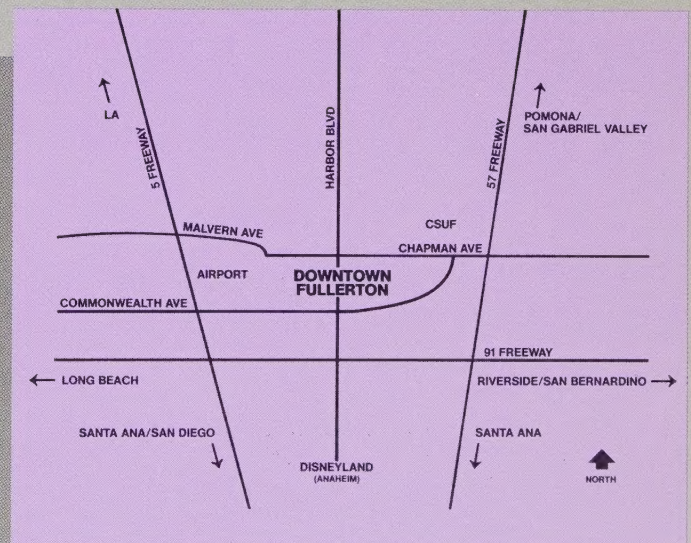 LA
5 FREEWAY
HARBOR BLVD
57 FREEWAY
POMONA/
SAN GABRIEL VALLEY
MALVERN AVE
CSUF
CHAPMAN AVE
AIRPORT
DOWNTOWN
FULLERTON
COMMONWEALTH AVE
91 FREEWAY
LONG BEACH
RIVERSIDE/SAN BERNARDINO
SANTA ANA/SAN DIEGO
SANTA ANA
DISNEYLAND
(ANAHEIM)
NORTH